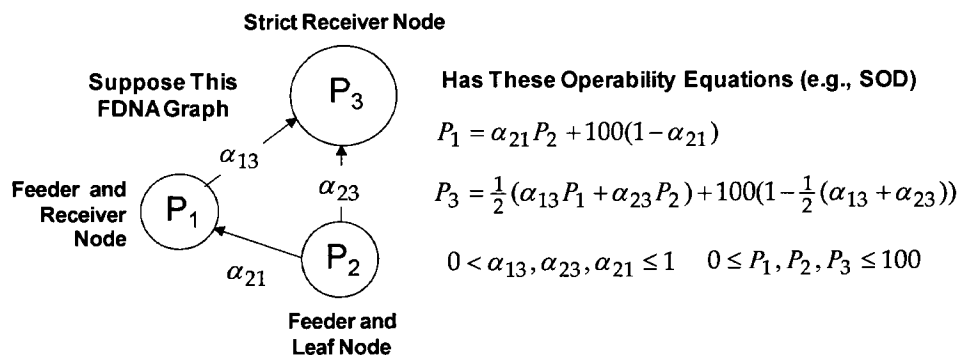 Strict Receiver Node
Suppose This
FDNA Graph
P₃
Has These Operability Equations (e.g., SOD)
P₁ = α₂₁P₂ + 100(1 − α₂₁)
α₁₃
α₂₃
P₃ = ½(α₁₃P₁ + α₂₃P₂) + 100(1 − ½(α₁₃ + α₂₃))
Feeder and
Receiver
Node
P₁
α₂₁
P₂
0 < α₁₃, α₂₃, α₂₁ ≤ 1 0 ≤ P₁, P₂, P₃ ≤ 100
Feeder and
Leaf Node